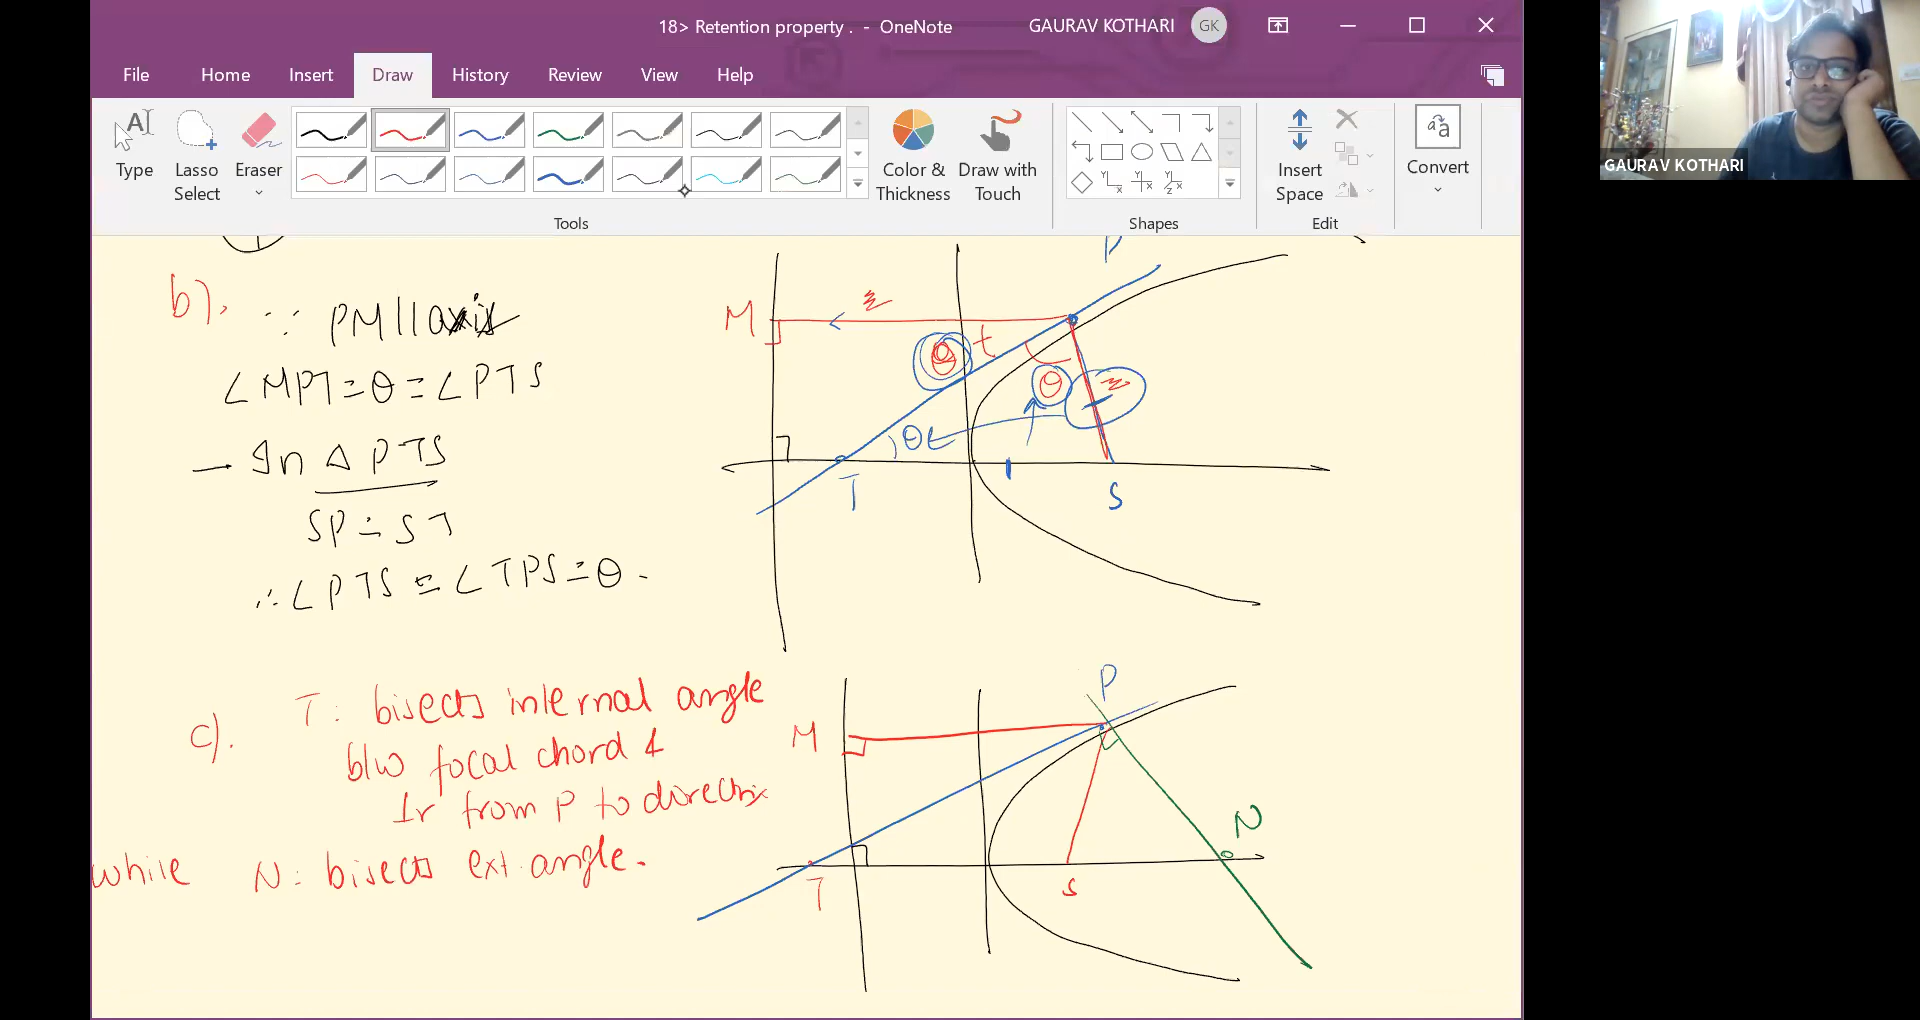 18> Retention property . - OneNote
GAURAV KOTHARI
GK
File Home Insert Draw History Review View Help
Type
Lasso Select
Eraser
Color & Thickness
Draw with Touch
Insert Space
Convert
Tools
Shapes
Edit
GAURAV KOTHARI
b).
∵ PM || axis
∠MPT = θ = ∠PTS
— In Δ PTS
SP = ST
∴ ∠PTS = ∠TPS = θ
P
M
θ
t
θ
θ
T
S
c). T: bisects internal angle
b/w focal chord &
⊥r from P to directrix
while N: bisects ext. angle.
P
M
N
T
S